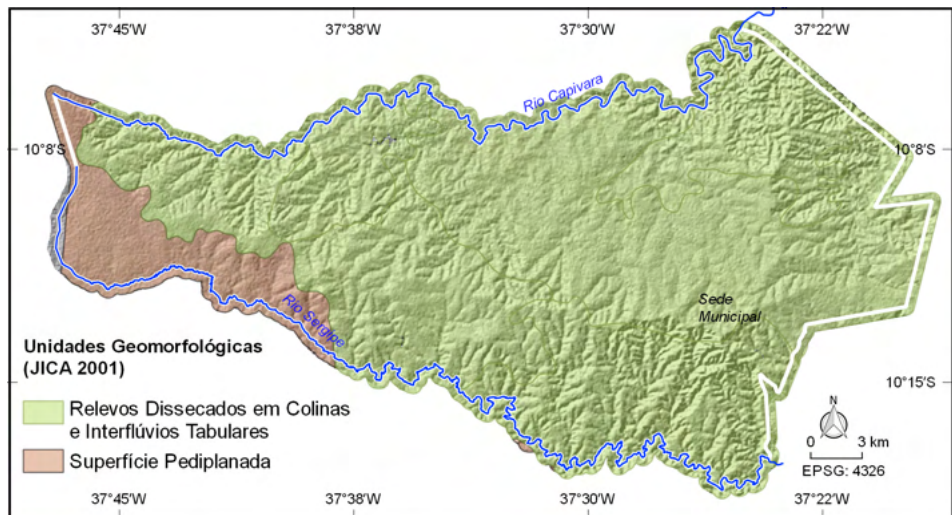 37°45'W 37°38'W 37°30'W 37°22'W
Rio Capivara
10°8'S 10°8'S
Rio Sergipe
Sede
Municipal
Unidades Geomorfológicas
(JICA 2001)
Relevos Dissecados em Colinas
e Interflúvios Tabulares
Superfície Pediplanada
10°15'S
N
0 3 km
EPSG: 4326
37°45'W 37°38'W 37°30'W 37°22'W